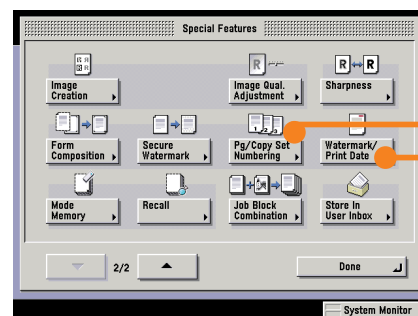 Special Features
Image
Creation
Image Qual.
Adjustment
Sharpness
Form
Composition
Secure
Watermark
Pg/Copy Set
Numbering
Watermark/
Print Date
Mode
Memory
Recall
Job Block
Combination
Store In
User Inbox
2/2
Done
System Monitor